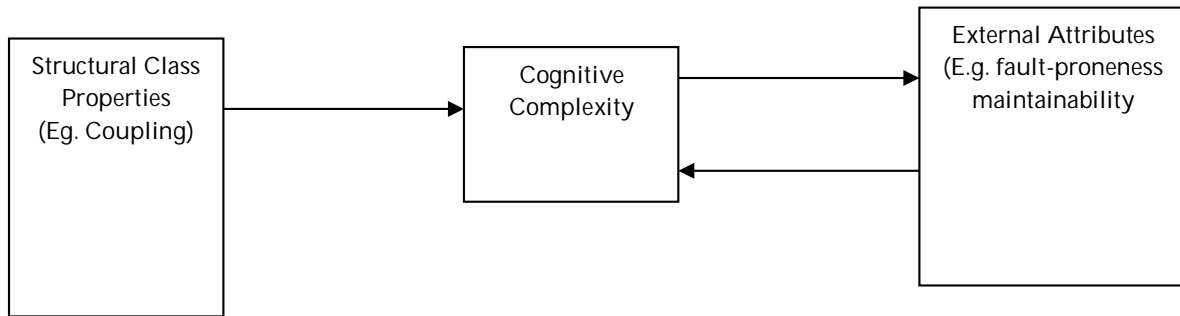 Structural Class
Properties
(Eg. Coupling)
Cognitive
Complexity
External Attributes
(E.g. fault-proneness
maintainability